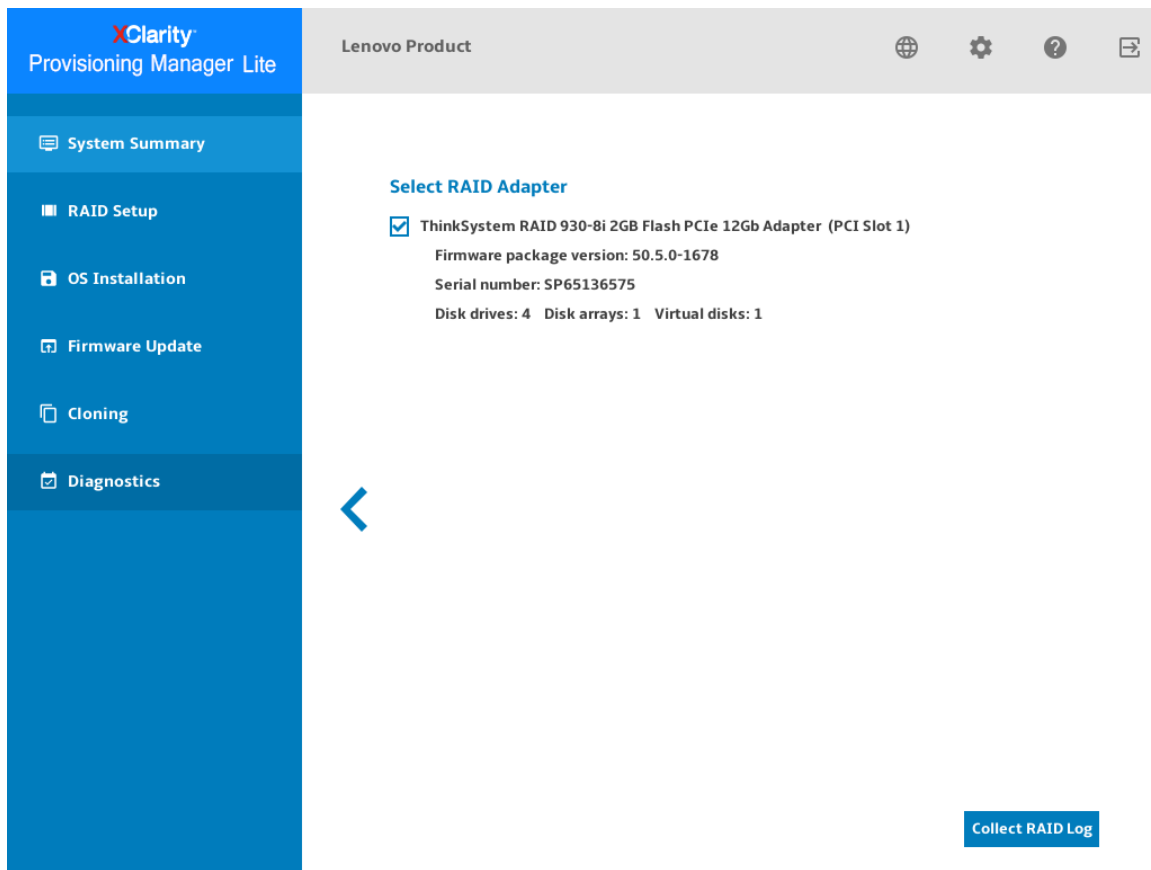 XClarity
Provisioning Manager Lite
Lenovo Product
System Summary
RAID Setup
OS Installation
Firmware Update
Cloning
Diagnostics
Select RAID Adapter
ThinkSystem RAID 930-8i 2GB Flash PCIe 12Gb Adapter (PCI Slot 1)
Firmware package version: 50.5.0-1678
Serial number: SP65136575
Disk drives: 4 Disk arrays: 1 Virtual disks: 1
Collect RAID Log